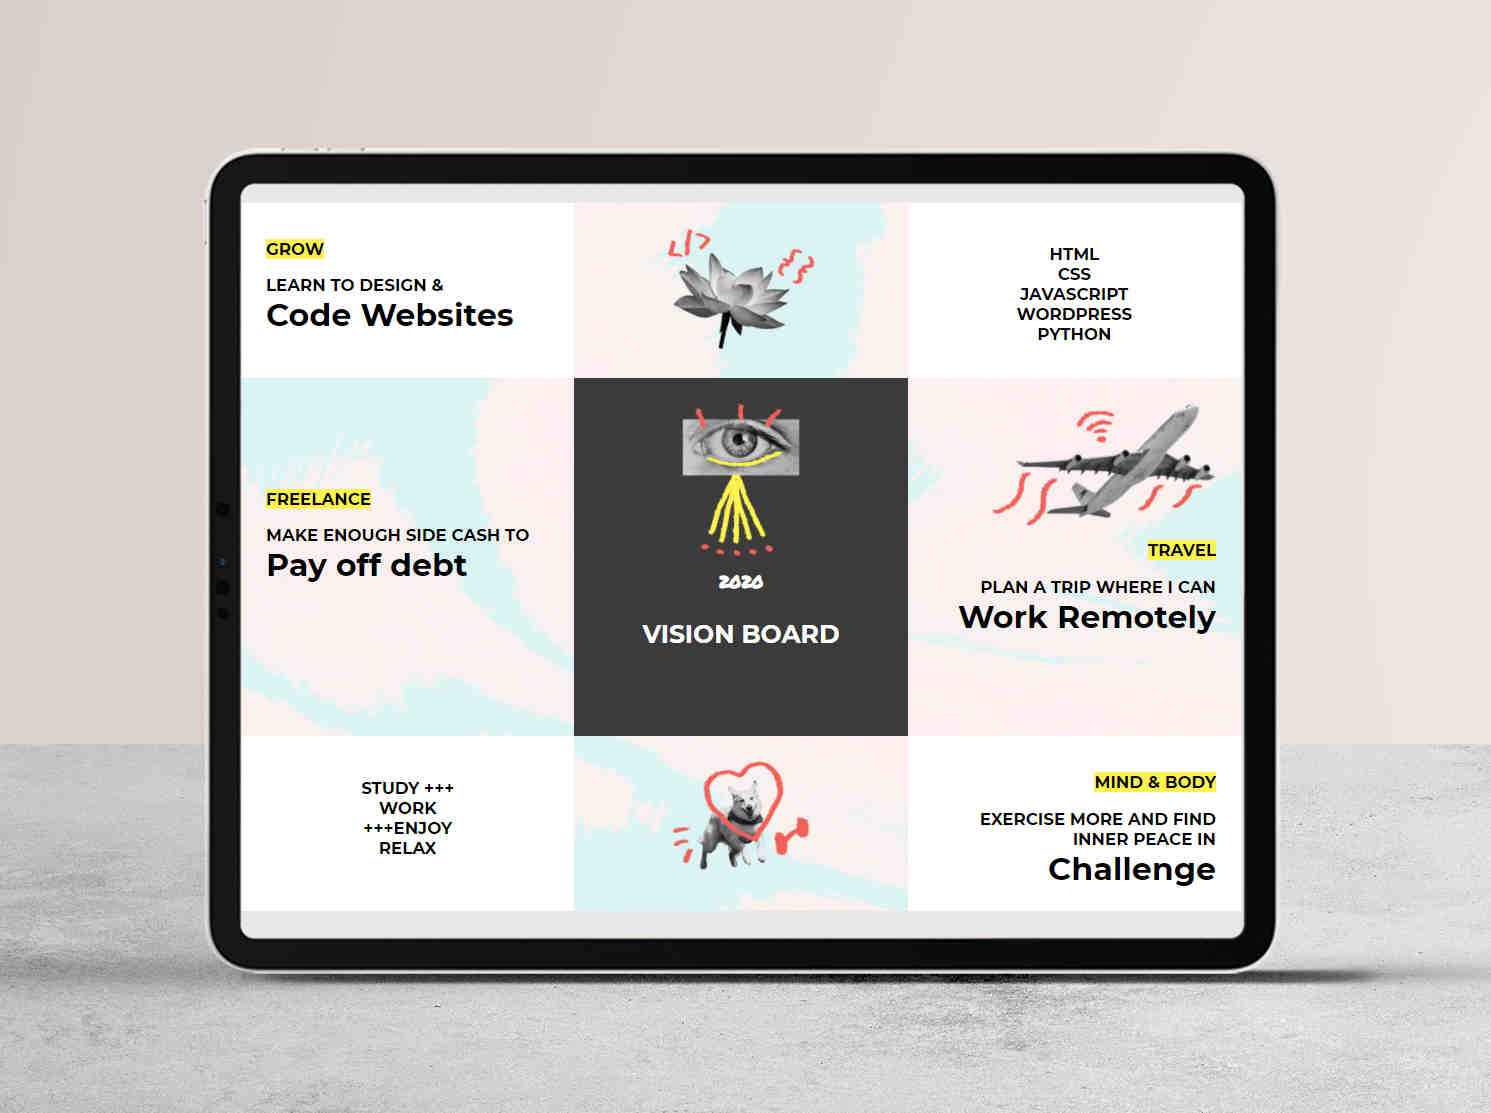 GROW
LEARN TO DESIGN &
Code Websites
</>
{}
HTML
CSS
JAVASCRIPT
WORDPRESS
PYTHON
FREELANCE
MAKE ENOUGH SIDE CASH TO
Pay off debt
2020
VISION BOARD
TRAVEL
PLAN A TRIP WHERE I CAN
Work Remotely
STUDY +++
WORK
+++ENJOY
RELAX
MIND & BODY
EXERCISE MORE AND FIND
INNER PEACE IN
Challenge